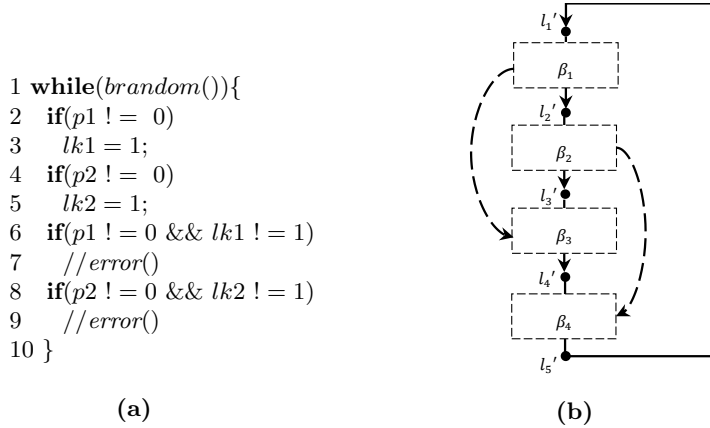 1 while(brandom()){
2 if(p1 ! = 0)
3 lk1 = 1;
4 if(p2 ! = 0)
5 lk2 = 1;
6 if(p1 ! = 0 && lk1 ! = 1)
7 //error()
8 if(p2 ! = 0 && lk2 ! = 1)
9 //error()
10 }
(a)
l₁'
β₁
l₂'
β₂
l₃'
β₃
l₄'
β₄
l₅'
(b)